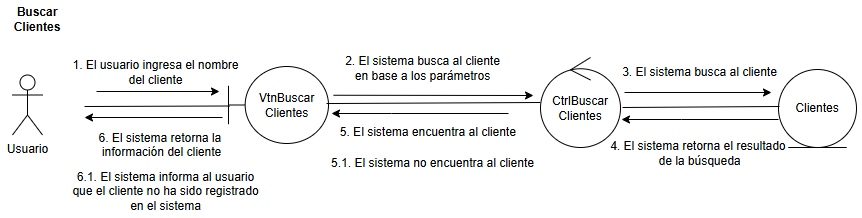 Buscar
Clientes
1. El usuario ingresa el nombre
del cliente
2. El sistema busca al cliente
en base a los parámetros
3. El sistema busca al cliente
VtnBuscar
Clientes
CtrlBuscar
Clientes
Clientes
Usuario
6. El sistema retorna la
información del cliente
5. El sistema encuentra al cliente
4. El sistema retorna el resultado
de la búsqueda
5.1. El sistema no encuentra al cliente
6.1. El sistema informa al usuario
que el cliente no ha sido registrado
en el sistema